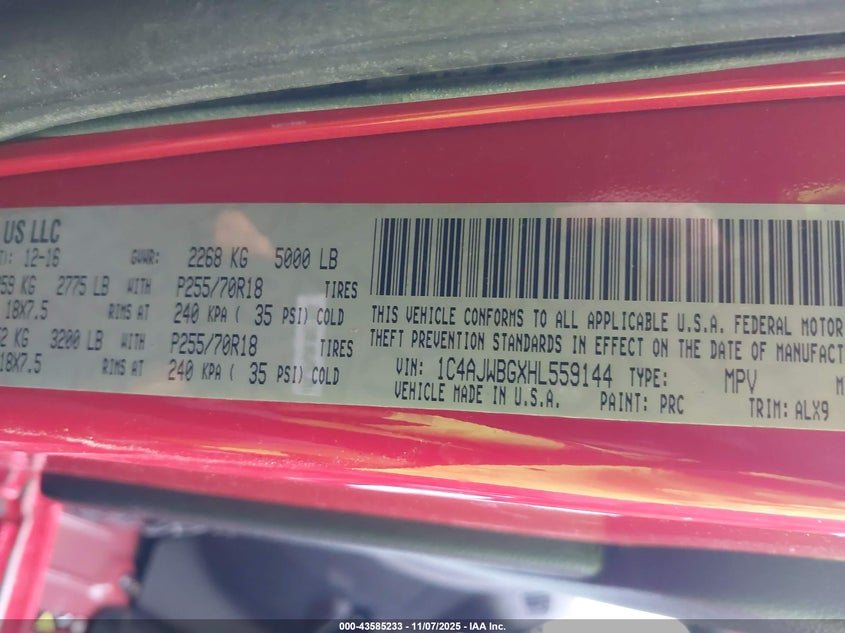 US LLC
12-16 GVWR: 2268 KG 5000 LB
KG 2775 LB WITH P255/70R18 TIRES
18X7.5 RIMS AT 240 KPA ( 35 PSI) COLD
KG 3200 LB WITH P255/70R18 TIRES
18X7.5 RIMS AT 240 KPA ( 35 PSI) COLD
THIS VEHICLE CONFORMS TO ALL APPLICABLE U.S.A. FEDERAL MOTOR
THEFT PREVENTION STANDARDS IN EFFECT ON THE DATE OF MANUFACT
VIN: 1C4AJWBGXHL559144 TYPE: MPV
VEHICLE MADE IN U.S.A. PAINT: PRC TRIM: ALX9
000-43585233 - 11/07/2025 - IAA Inc.